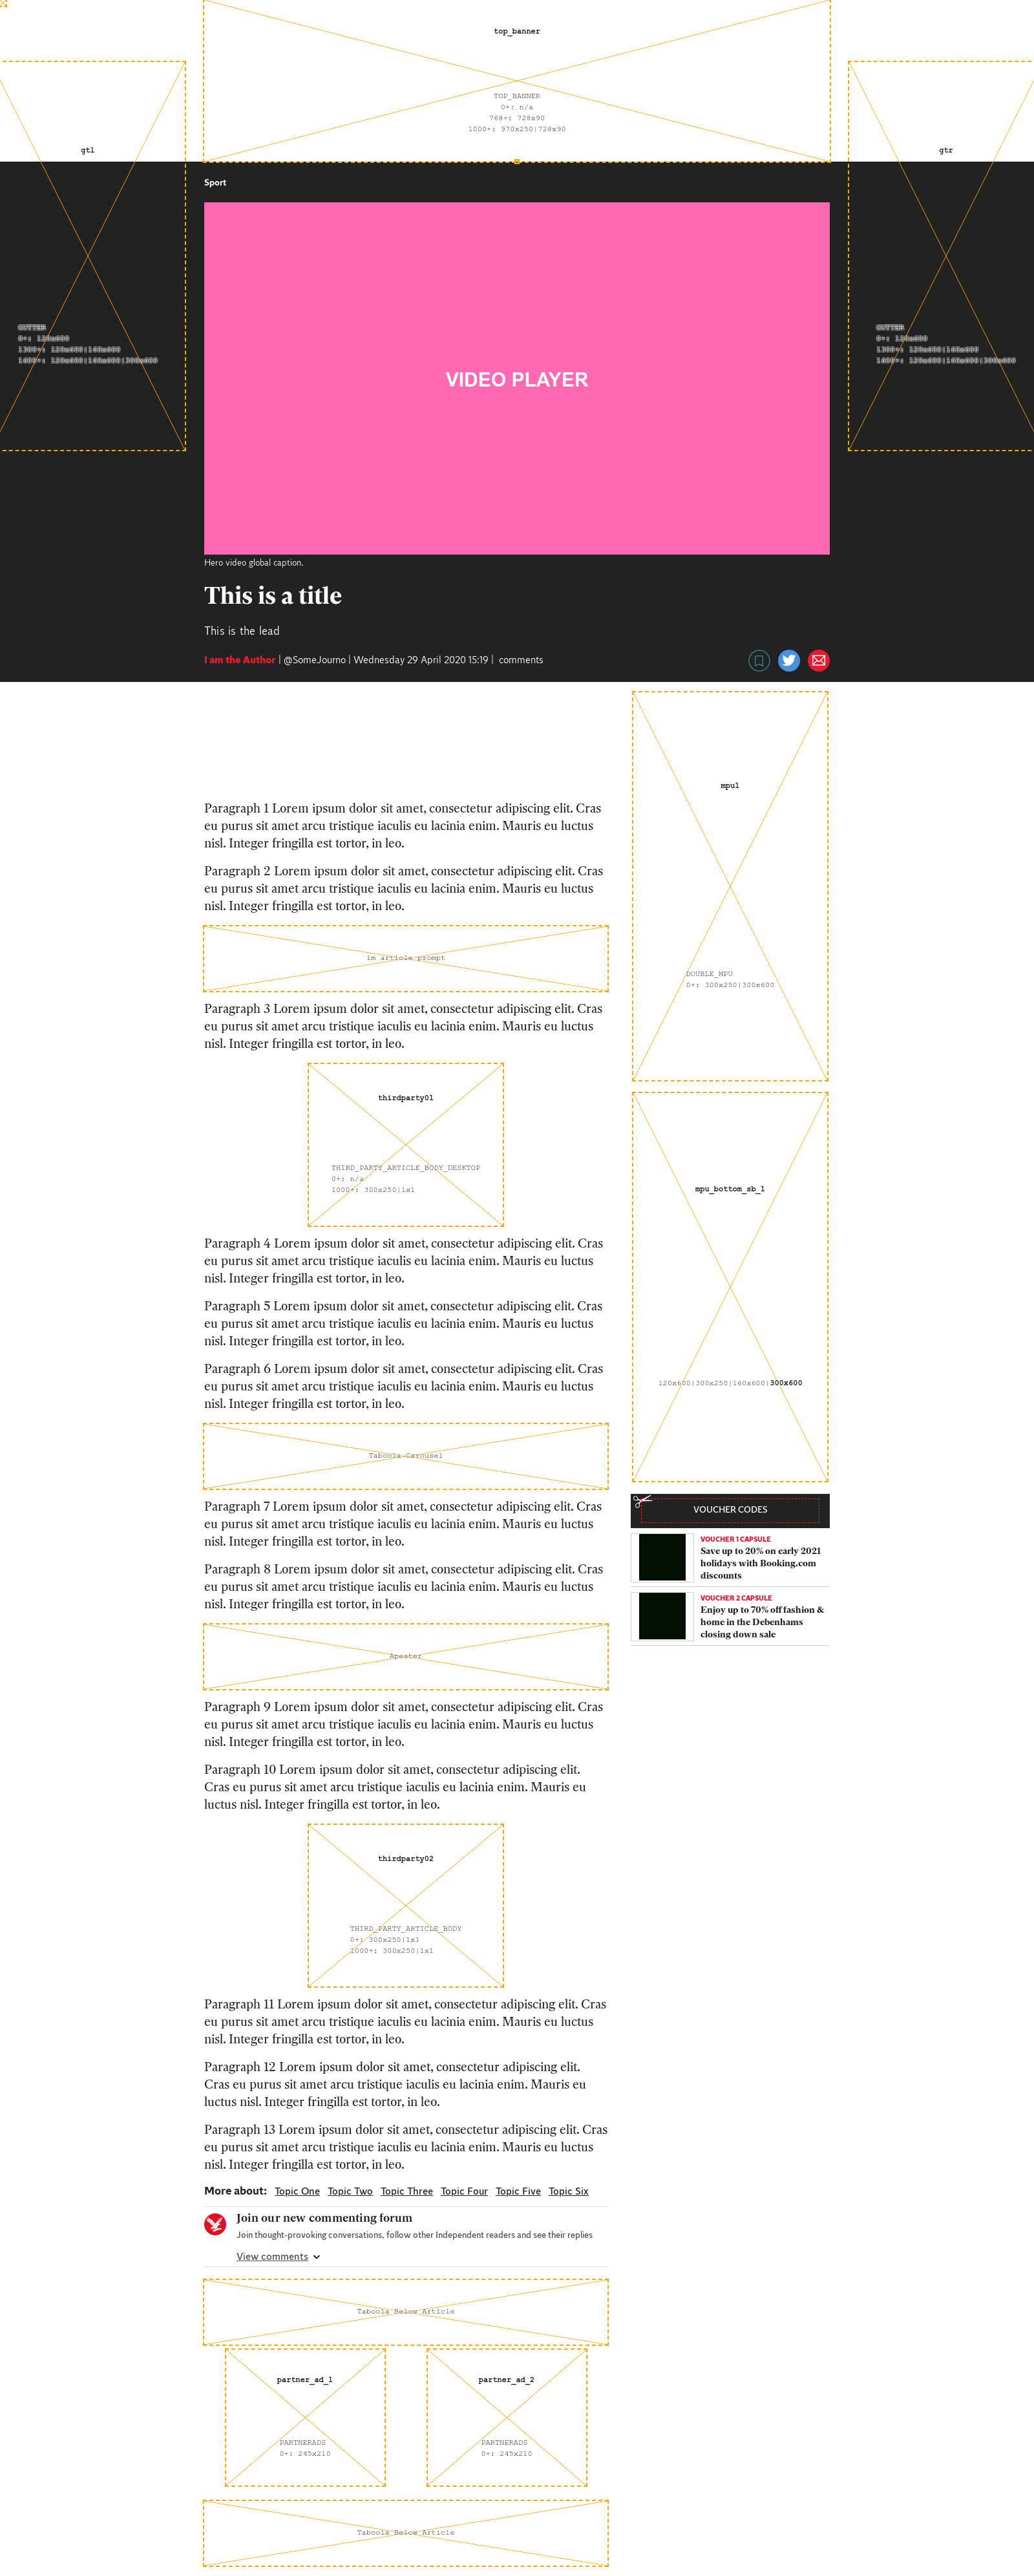 top_banner
TOP_BANNER
0+: n/a
768+: 728x90
1000+: 970x250|728x90
gtl
GUTTER
0+: 120x600
1300+: 120x600|160x600
1600+: 120x600|160x600|300x600
gtr
GUTTER
0+: 120x600
1300+: 120x600|160x600
1600+: 120x600|160x600|300x600
Sport
VIDEO PLAYER
Hero video global caption.
This is a title
This is the lead
I am the Author | @SomeJourno | Wednesday 29 April 2020 15:19 | comments
Paragraph 1 Lorem ipsum dolor sit amet, consectetur adipiscing elit. Cras
eu purus sit amet arcu tristique iaculis eu lacinia enim. Mauris eu luctus
nisl. Integer fringilla est tortor, in leo.
Paragraph 2 Lorem ipsum dolor sit amet, consectetur adipiscing elit. Cras
eu purus sit amet arcu tristique iaculis eu lacinia enim. Mauris eu luctus
nisl. Integer fringilla est tortor, in leo.
im article prompt
Paragraph 3 Lorem ipsum dolor sit amet, consectetur adipiscing elit. Cras
eu purus sit amet arcu tristique iaculis eu lacinia enim. Mauris eu luctus
nisl. Integer fringilla est tortor, in leo.
thirdparty01
THIRD_PARTY_ARTICLE_BODY_DESKTOP
0+: n/a
1000+: 300x250|1x1
Paragraph 4 Lorem ipsum dolor sit amet, consectetur adipiscing elit. Cras
eu purus sit amet arcu tristique iaculis eu lacinia enim. Mauris eu luctus
nisl. Integer fringilla est tortor, in leo.
Paragraph 5 Lorem ipsum dolor sit amet, consectetur adipiscing elit. Cras
eu purus sit amet arcu tristique iaculis eu lacinia enim. Mauris eu luctus
nisl. Integer fringilla est tortor, in leo.
Paragraph 6 Lorem ipsum dolor sit amet, consectetur adipiscing elit. Cras
eu purus sit amet arcu tristique iaculis eu lacinia enim. Mauris eu luctus
nisl. Integer fringilla est tortor, in leo.
Taboola Carousel
Paragraph 7 Lorem ipsum dolor sit amet, consectetur adipiscing elit. Cras
eu purus sit amet arcu tristique iaculis eu lacinia enim. Mauris eu luctus
nisl. Integer fringilla est tortor, in leo.
Paragraph 8 Lorem ipsum dolor sit amet, consectetur adipiscing elit. Cras
eu purus sit amet arcu tristique iaculis eu lacinia enim. Mauris eu luctus
nisl. Integer fringilla est tortor, in leo.
Apester
Paragraph 9 Lorem ipsum dolor sit amet, consectetur adipiscing elit. Cras
eu purus sit amet arcu tristique iaculis eu lacinia enim. Mauris eu luctus
nisl. Integer fringilla est tortor, in leo.
Paragraph 10 Lorem ipsum dolor sit amet, consectetur adipiscing elit.
Cras eu purus sit amet arcu tristique iaculis eu lacinia enim. Mauris eu
luctus nisl. Integer fringilla est tortor, in leo.
thirdparty02
THIRD_PARTY_ARTICLE_BODY
0+: 300x250|1x1
1000+: 300x250|1x1
Paragraph 11 Lorem ipsum dolor sit amet, consectetur adipiscing elit. Cras
eu purus sit amet arcu tristique iaculis eu lacinia enim. Mauris eu luctus
nisl. Integer fringilla est tortor, in leo.
Paragraph 12 Lorem ipsum dolor sit amet, consectetur adipiscing elit.
Cras eu purus sit amet arcu tristique iaculis eu lacinia enim. Mauris eu
luctus nisl. Integer fringilla est tortor, in leo.
Paragraph 13 Lorem ipsum dolor sit amet, consectetur adipiscing elit. Cras
eu purus sit amet arcu tristique iaculis eu lacinia enim. Mauris eu luctus
nisl. Integer fringilla est tortor, in leo.
More about: Topic One Topic Two Topic Three Topic Four Topic Five Topic Six
Join our new commenting forum
Join thought-provoking conversations, follow other Independent readers and see their replies
View comments
Taboola Below Article
partner_ad_1
PARTNERADS
0+: 245x210
partner_ad_2
PARTNERADS
0+: 245x210
Taboola Below Article
mpu1
DOUBLE_MPU
0+: 300x250|300x600
mpu_bottom_sb_1
120x600|300x250|160x600|300x600
VOUCHER CODES
VOUCHER 1 CAPSULE
Save up to 20% on early 2021
holidays with Booking.com
discounts
VOUCHER 2 CAPSULE
Enjoy up to 70% off fashion &
home in the Debenhams
closing down sale